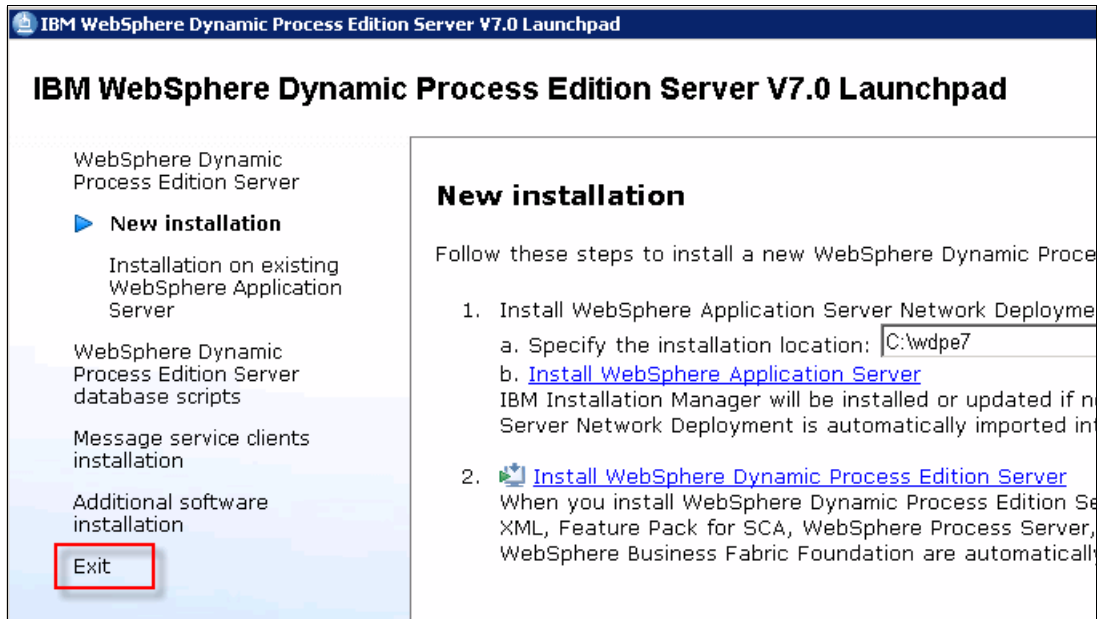 IBM WebSphere Dynamic Process Edition Server V7.0 Launchpad
IBM WebSphere Dynamic Process Edition Server V7.0 Launchpad
WebSphere Dynamic
Process Edition Server
New installation
Installation on existing
WebSphere Application
Server
WebSphere Dynamic
Process Edition Server
database scripts
Message service clients
installation
Additional software
installation
Exit
New installation
Follow these steps to install a new WebSphere Dynamic Proce
1. Install WebSphere Application Server Network Deployme
a. Specify the installation location: C:\wdpe7
b. Install WebSphere Application Server
IBM Installation Manager will be installed or updated if n
Server Network Deployment is automatically imported in
2. Install WebSphere Dynamic Process Edition Server
When you install WebSphere Dynamic Process Edition Se
XML, Feature Pack for SCA, WebSphere Process Server,
WebSphere Business Fabric Foundation are automatically